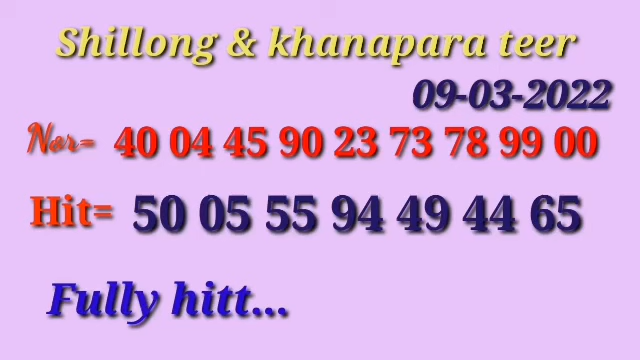 Shillong & khanapara teer
09-03-2022
Nor= 40 04 45 90 23 73 78 99 00
Hit= 50 05 55 94 49 44 65
Fully hitt...